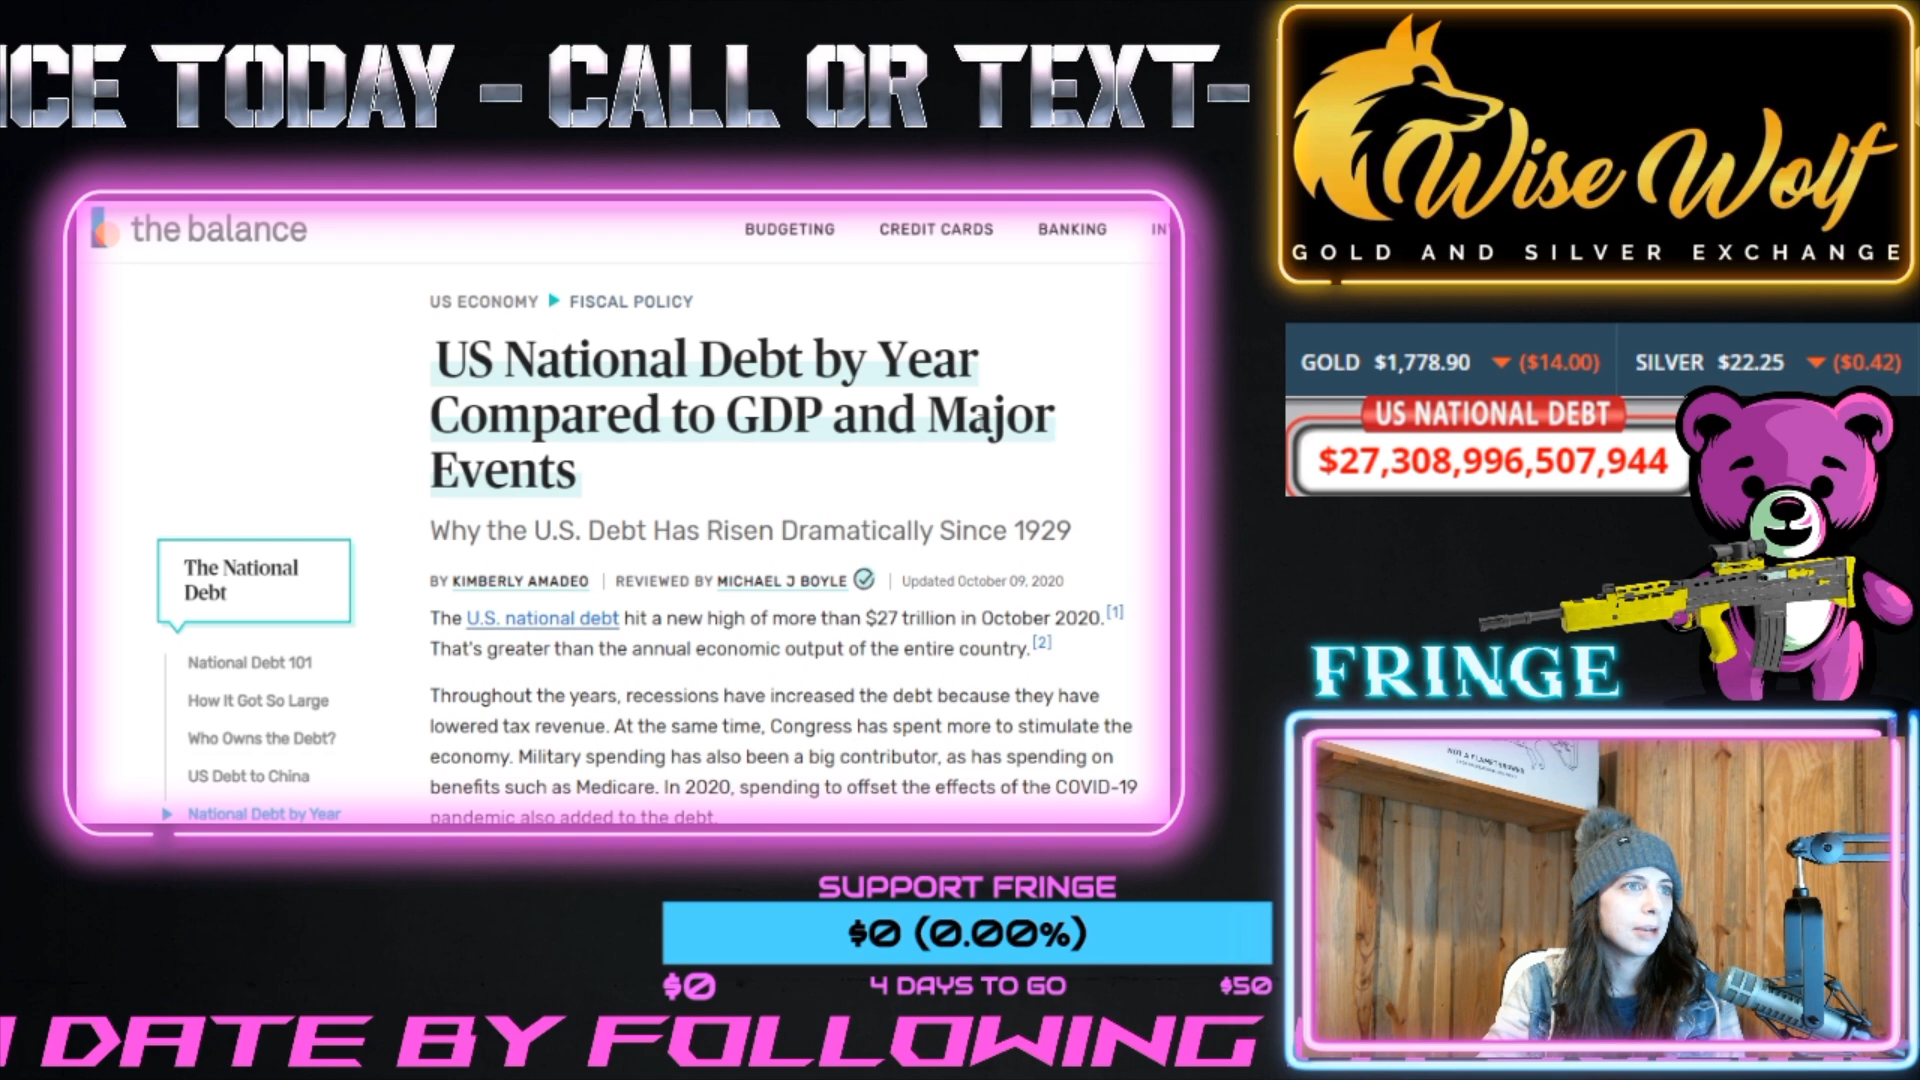 CE TODAY - CALL OR TEXT-
Wise Wolf
GOLD AND SILVER EXCHANGE
the balance
BUDGETING CREDIT CARDS BANKING IN
US ECONOMY FISCAL POLICY
US National Debt by Year
Compared to GDP and Major
Events
Why the U.S. Debt Has Risen Dramatically Since 1929
BY KIMBERLY AMADEO | REVIEWED BY MICHAEL J BOYLE | Updated October 09, 2020
The U.S. national debt hit a new high of more than $27 trillion in October 2020.[1]
That's greater than the annual economic output of the entire country.[2]
Throughout the years, recessions have increased the debt because they have
lowered tax revenue. At the same time, Congress has spent more to stimulate the
economy. Military spending has also been a big contributor, as has spending on
benefits such as Medicare. In 2020, spending to offset the effects of the COVID-19
pandemic also added to the debt.
The National
Debt
National Debt 101
How It Got So Large
Who Owns the Debt?
US Debt to China
National Debt by Year
GOLD $1,778.90 ($14.00) SILVER $22.25 ($0.42)
US NATIONAL DEBT
$27,308,996,507,944
FRINGE
NOT A FLAMETHROWER
SUPPORT FRINGE
$0 (0.00%)
$0 4 DAYS TO GO $50
DATE BY FOLLOWING